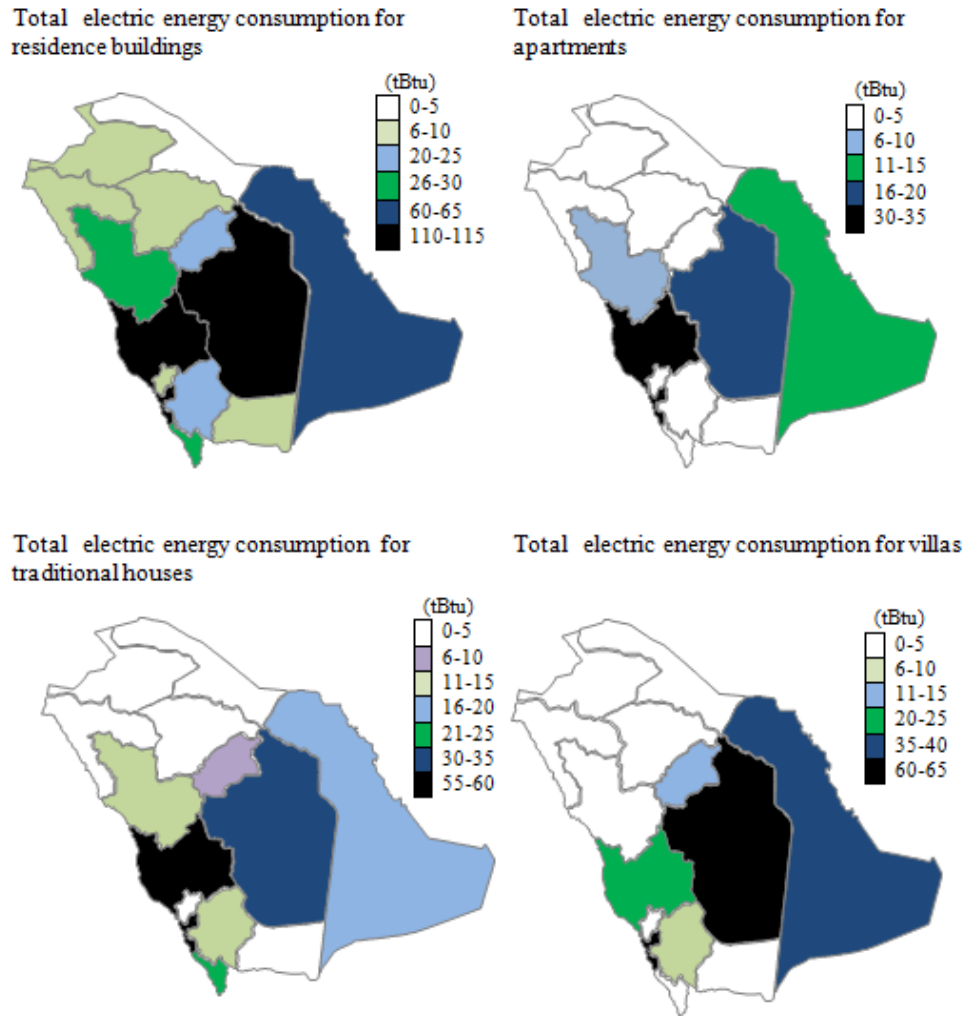 Total electric energy consumption for
residence buildings
(tBtu)
0-5
6-10
20-25
26-30
60-65
110-115
Total electric energy consumption for
apartments
(tBtu)
0-5
6-10
11-15
16-20
30-35
Total electric energy consumption for
traditional houses
(tBtu)
0-5
6-10
11-15
16-20
21-25
30-35
55-60
Total electric energy consumption for villas
(tBtu)
0-5
6-10
11-15
20-25
35-40
60-65